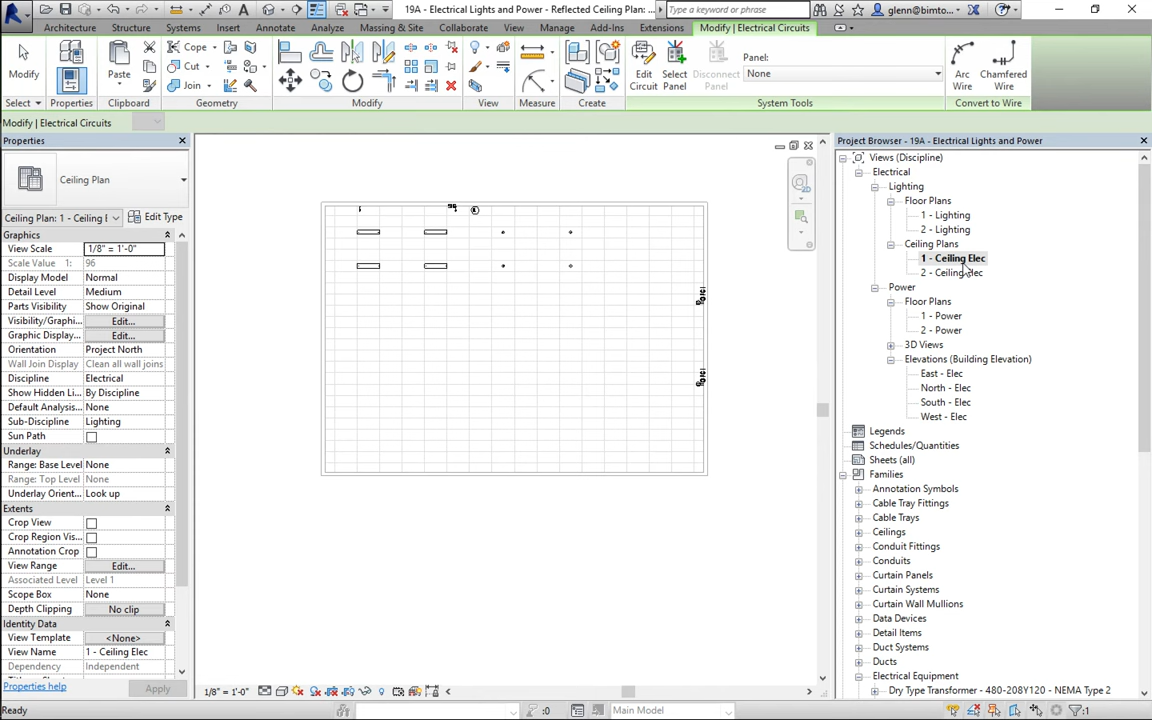 19A - Electrical Lights and Power - Reflected Ceiling Plan: ...
Type a keyword or phrase
glenn@bimto...
Architecture Structure Systems Insert Annotate Analyze Massing & Site Collaborate View Manage Add-Ins Extensions Modify | Electrical Circuits
Modify
Paste
Cope
Cut
Join
Edit Circuit
Select Panel
Disconnect Panel
Panel:
None
Arc Wire
Chamfered Wire
Select Properties Clipboard Geometry Modify View Measure Create System Tools Convert to Wire
Modify | Electrical Circuits
Properties
Ceiling Plan
Ceiling Plan: 1 - Ceiling E
Edit Type
Graphics
View Scale 1/8" = 1'-0"
Scale Value 1: 96
Display Model Normal
Detail Level Medium
Parts Visibility Show Original
Visibility/Graphi... Edit...
Graphic Display... Edit...
Orientation Project North
Wall Join Display Clean all wall joins
Discipline Electrical
Show Hidden Li... By Discipline
Default Analysis... None
Sub-Discipline Lighting
Sun Path
Underlay
Range: Base Level None
Range: Top Level None
Underlay Orient... Look up
Extents
Crop View
Crop Region Vis...
Annotation Crop
View Range Edit...
Associated Level Level 1
Scope Box None
Depth Clipping No clip
Identity Data
View Template <None>
View Name 1 - Ceiling Elec
Dependency Independent
Properties help
Apply
1/8" = 1'-0"
Ready
:0
Main Model
:1
Project Browser - 19A - Electrical Lights and Power
Views (Discipline)
Electrical
Lighting
Floor Plans
1 - Lighting
2 - Lighting
Ceiling Plans
1 - Ceiling Elec
2 - Ceiling Elec
Power
Floor Plans
1 - Power
2 - Power
3D Views
Elevations (Building Elevation)
East - Elec
North - Elec
South - Elec
West - Elec
Legends
Schedules/Quantities
Sheets (all)
Families
Annotation Symbols
Cable Tray Fittings
Cable Trays
Ceilings
Conduit Fittings
Conduits
Curtain Panels
Curtain Systems
Curtain Wall Mullions
Data Devices
Detail Items
Duct Systems
Ducts
Electrical Equipment
Dry Type Transformer - 480-208Y120 - NEMA Type 2